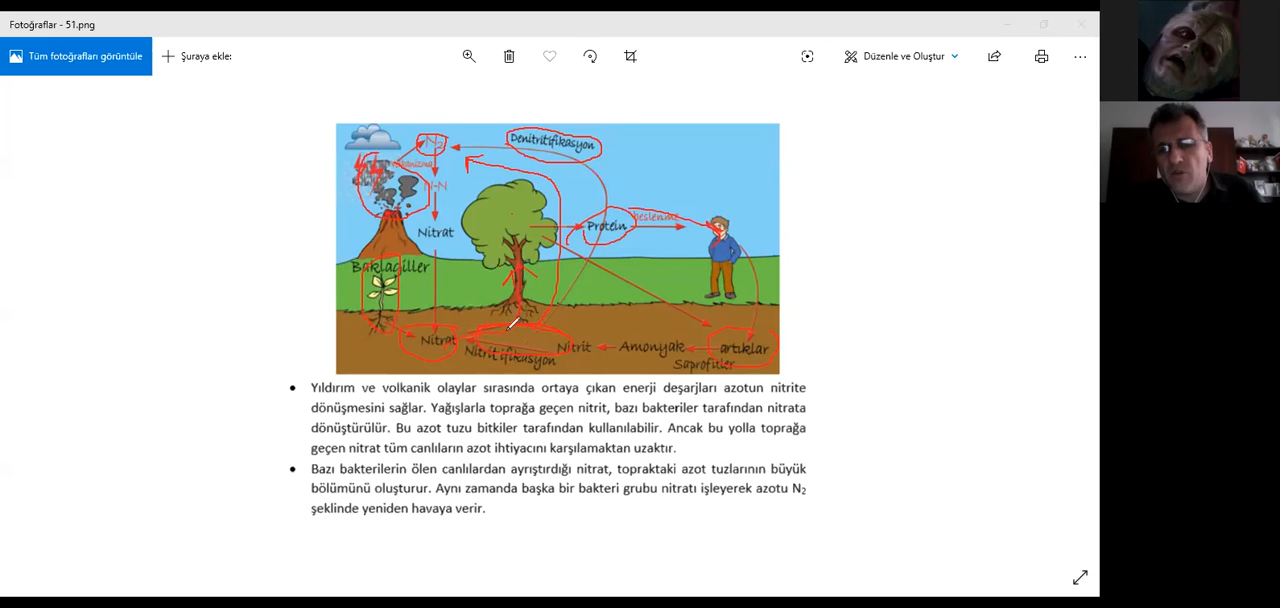 Fotoğraflar - 51.png
Tüm fotoğrafları görüntüle
Şuraya ekle:
Düzenle ve Oluştur
N2
Denitritifikasyon
N-N
Nitrat
Protein
beslenme
Baklagiller
Nitrat
Nitritifikasyon
Nitrit
Amonyak
artıklar
Saprofitler
• Yıldırım ve volkanik olaylar sırasında ortaya çıkan enerji deşarjları azotun nitrite
dönüşmesini sağlar. Yağışlarla toprağa geçen nitrit, bazı bakteriler tarafından nitrata
dönüştürülür. Bu azot tuzu bitkiler tarafından kullanılabilir. Ancak bu yolla toprağa
geçen nitrat tüm canlıların azot ihtiyacını karşılamaktan uzaktır.
• Bazı bakterilerin ölen canlılardan ayrıştırdığı nitrat, topraktaki azot tuzlarının büyük
bölümünü oluşturur. Aynı zamanda başka bir bakteri grubu nitratı işleyerek azotu N2
şeklinde yeniden havaya verir.